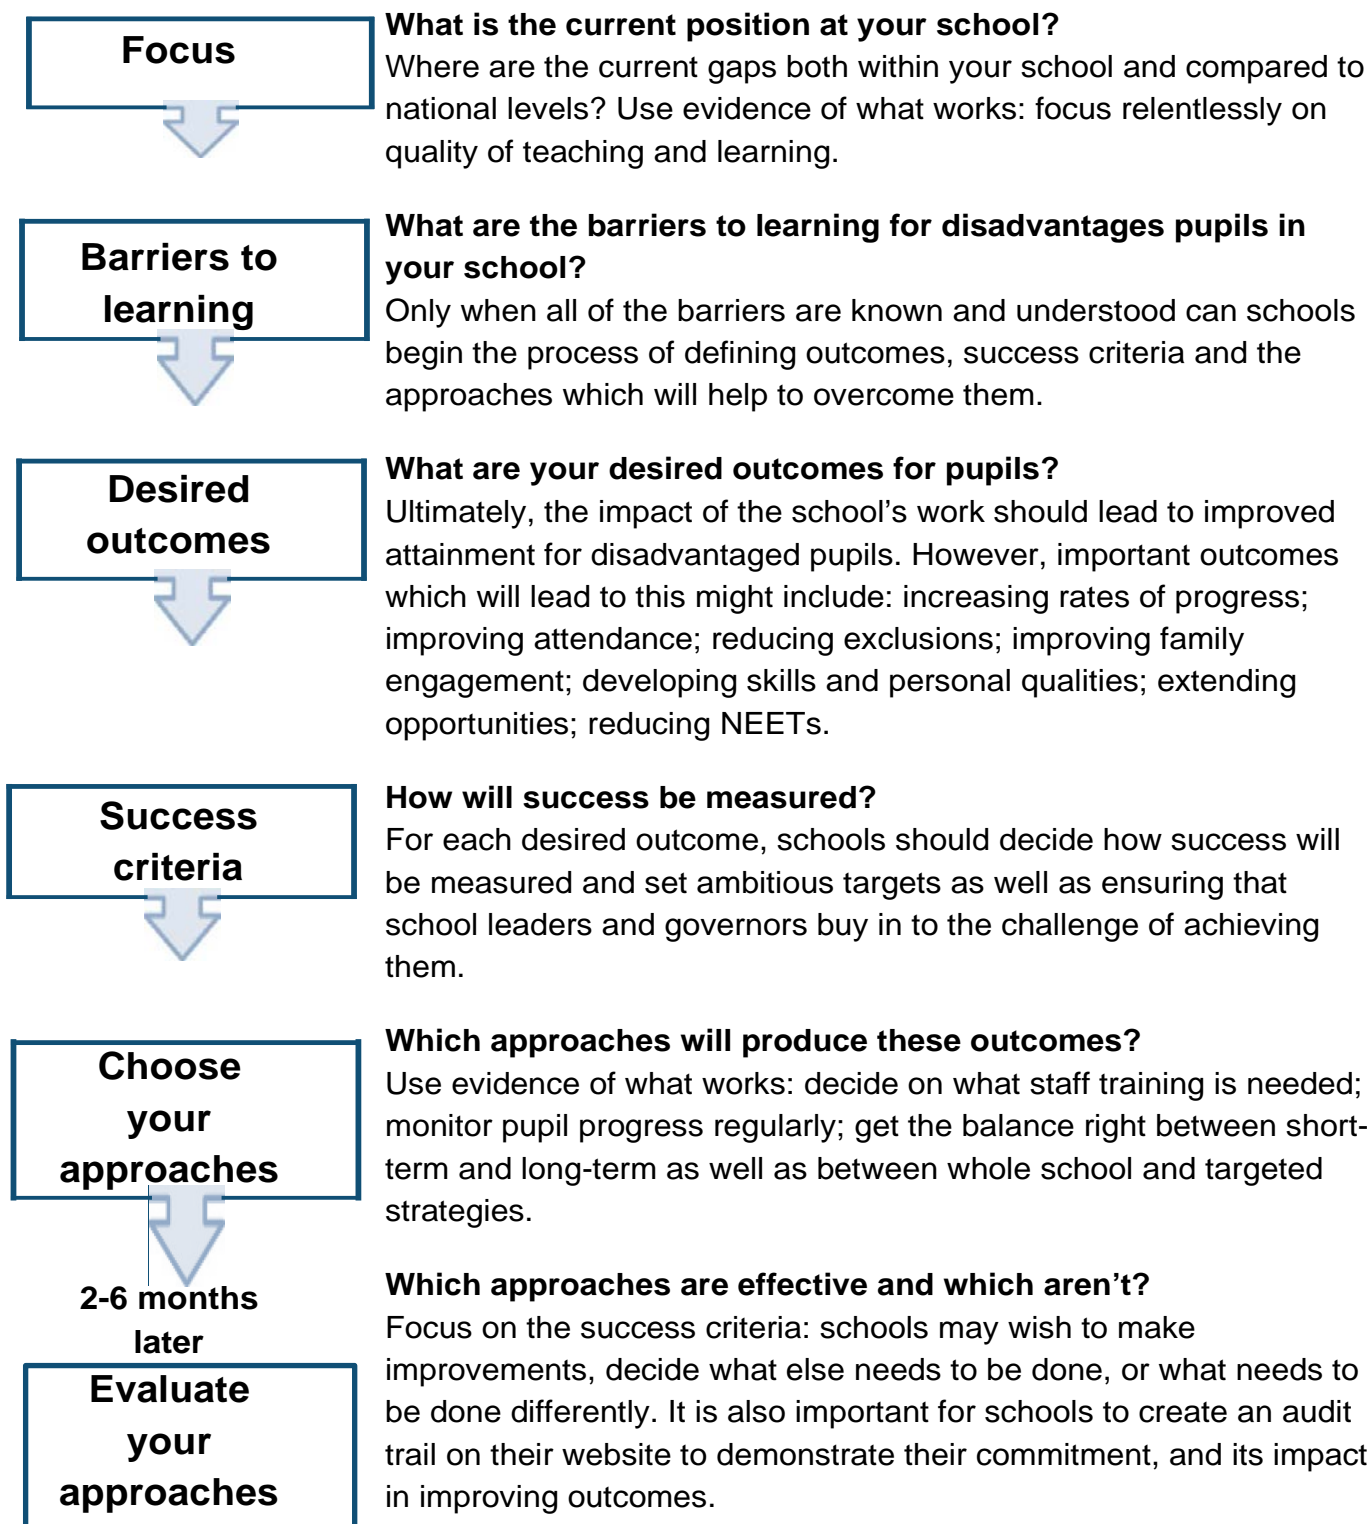 Focus
What is the current position at your school?
Where are the current gaps both within your school and compared to
national levels? Use evidence of what works: focus relentlessly on
quality of teaching and learning.
Barriers to
learning
What are the barriers to learning for disadvantages pupils in
your school?
Only when all of the barriers are known and understood can schools
begin the process of defining outcomes, success criteria and the
approaches which will help to overcome them.
Desired
outcomes
What are your desired outcomes for pupils?
Ultimately, the impact of the school’s work should lead to improved
attainment for disadvantaged pupils. However, important outcomes
which will lead to this might include: increasing rates of progress;
improving attendance; reducing exclusions; improving family
engagement; developing skills and personal qualities; extending
opportunities; reducing NEETs.
Success
criteria
How will success be measured?
For each desired outcome, schools should decide how success will
be measured and set ambitious targets as well as ensuring that
school leaders and governors buy in to the challenge of achieving
them.
Choose
your
approaches
Which approaches will produce these outcomes?
Use evidence of what works: decide on what staff training is needed;
monitor pupil progress regularly; get the balance right between short-
term and long-term as well as between whole school and targeted
strategies.
2-6 months
later
Evaluate
your
approaches
Which approaches are effective and which aren’t?
Focus on the success criteria: schools may wish to make
improvements, decide what else needs to be done, or what needs to
be done differently. It is also important for schools to create an audit
trail on their website to demonstrate their commitment, and its impact
in improving outcomes.